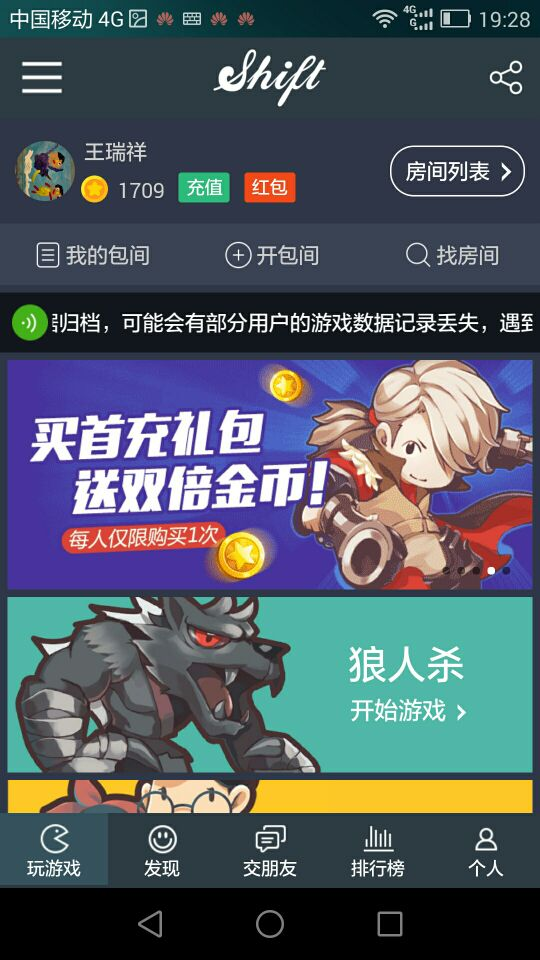 中国移动 4G 4G G 19:28
Shift
王瑞祥
1709 充值 红包
房间列表
我的包间 开包间 找房间
归档，可能会有部分用户的游戏数据记录丢失，遇到
买首充礼包
送双倍金币！
每人仅限购买1次
狼人杀
开始游戏
玩游戏 发现 交朋友 排行榜 个人